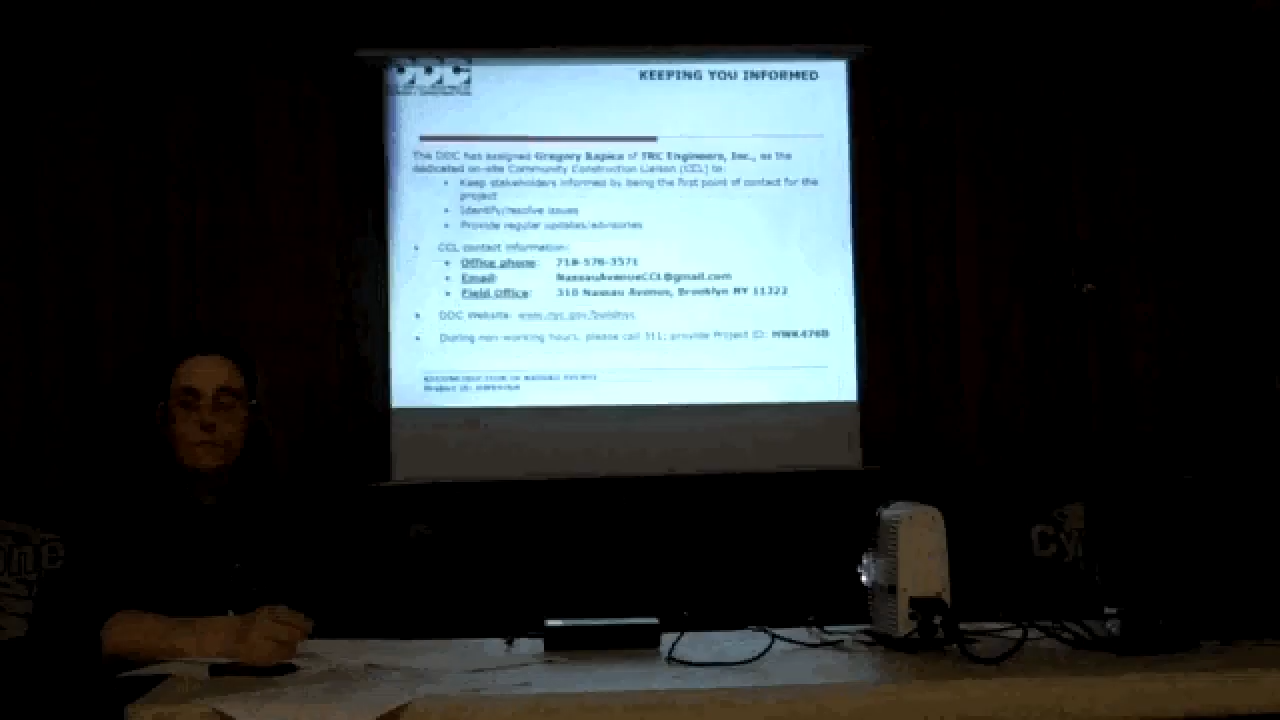 DDC
KEEPING YOU INFORMED
The DDC has assigned Gregory of TRC Engineers, Inc., as the
dedicated on-site Community Construction Liaison (CCL) to:
• Keep stakeholders informed by being the first point of contact for the
project
• Identify/resolve issues
• Provide regular updates/advisories
• CCL contact information:
• Office phone: 718-576-3571
• Email: NassauAvenueCCL@gmail.com
• Field Office: 310 Nassau Avenue, Brooklyn NY 11222
• DDC Website:
• During non-working hours, please call 311; provide Project ID: HWK476B
Project ID:
Cy